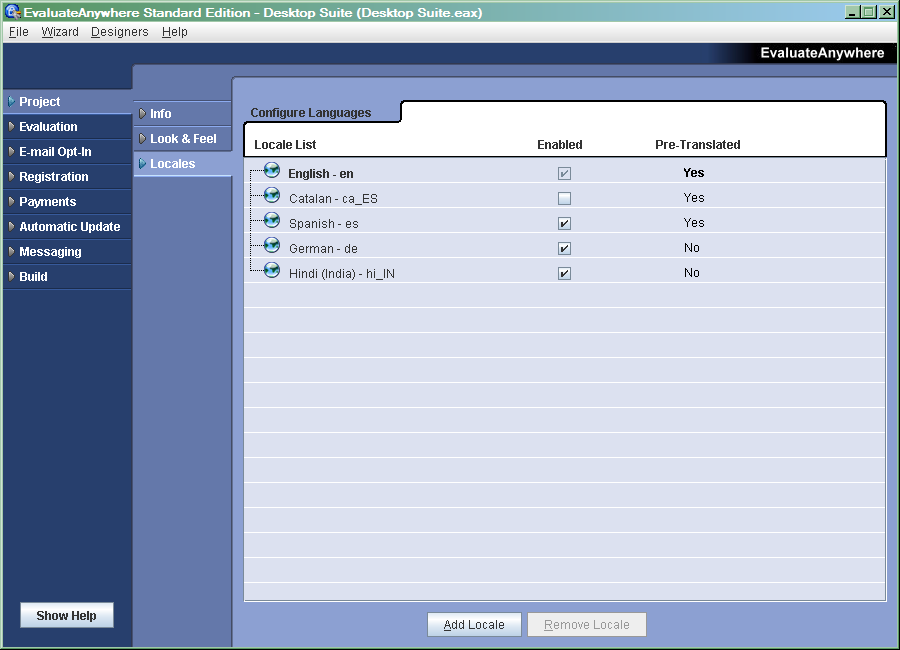 EvaluateAnywhere Standard Edition - Desktop Suite (Desktop Suite.eax)
File Wizard Designers Help
EvaluateAnywhere
Project
Evaluation
E-mail Opt-In
Registration
Payments
Automatic Update
Messaging
Build
Show Help
Info
Look & Feel
Locales
Configure Languages
Locale List Enabled Pre-Translated
English - en Yes
Catalan - ca_ES Yes
Spanish - es Yes
German - de No
Hindi (India) - hi_IN No
Add Locale Remove Locale